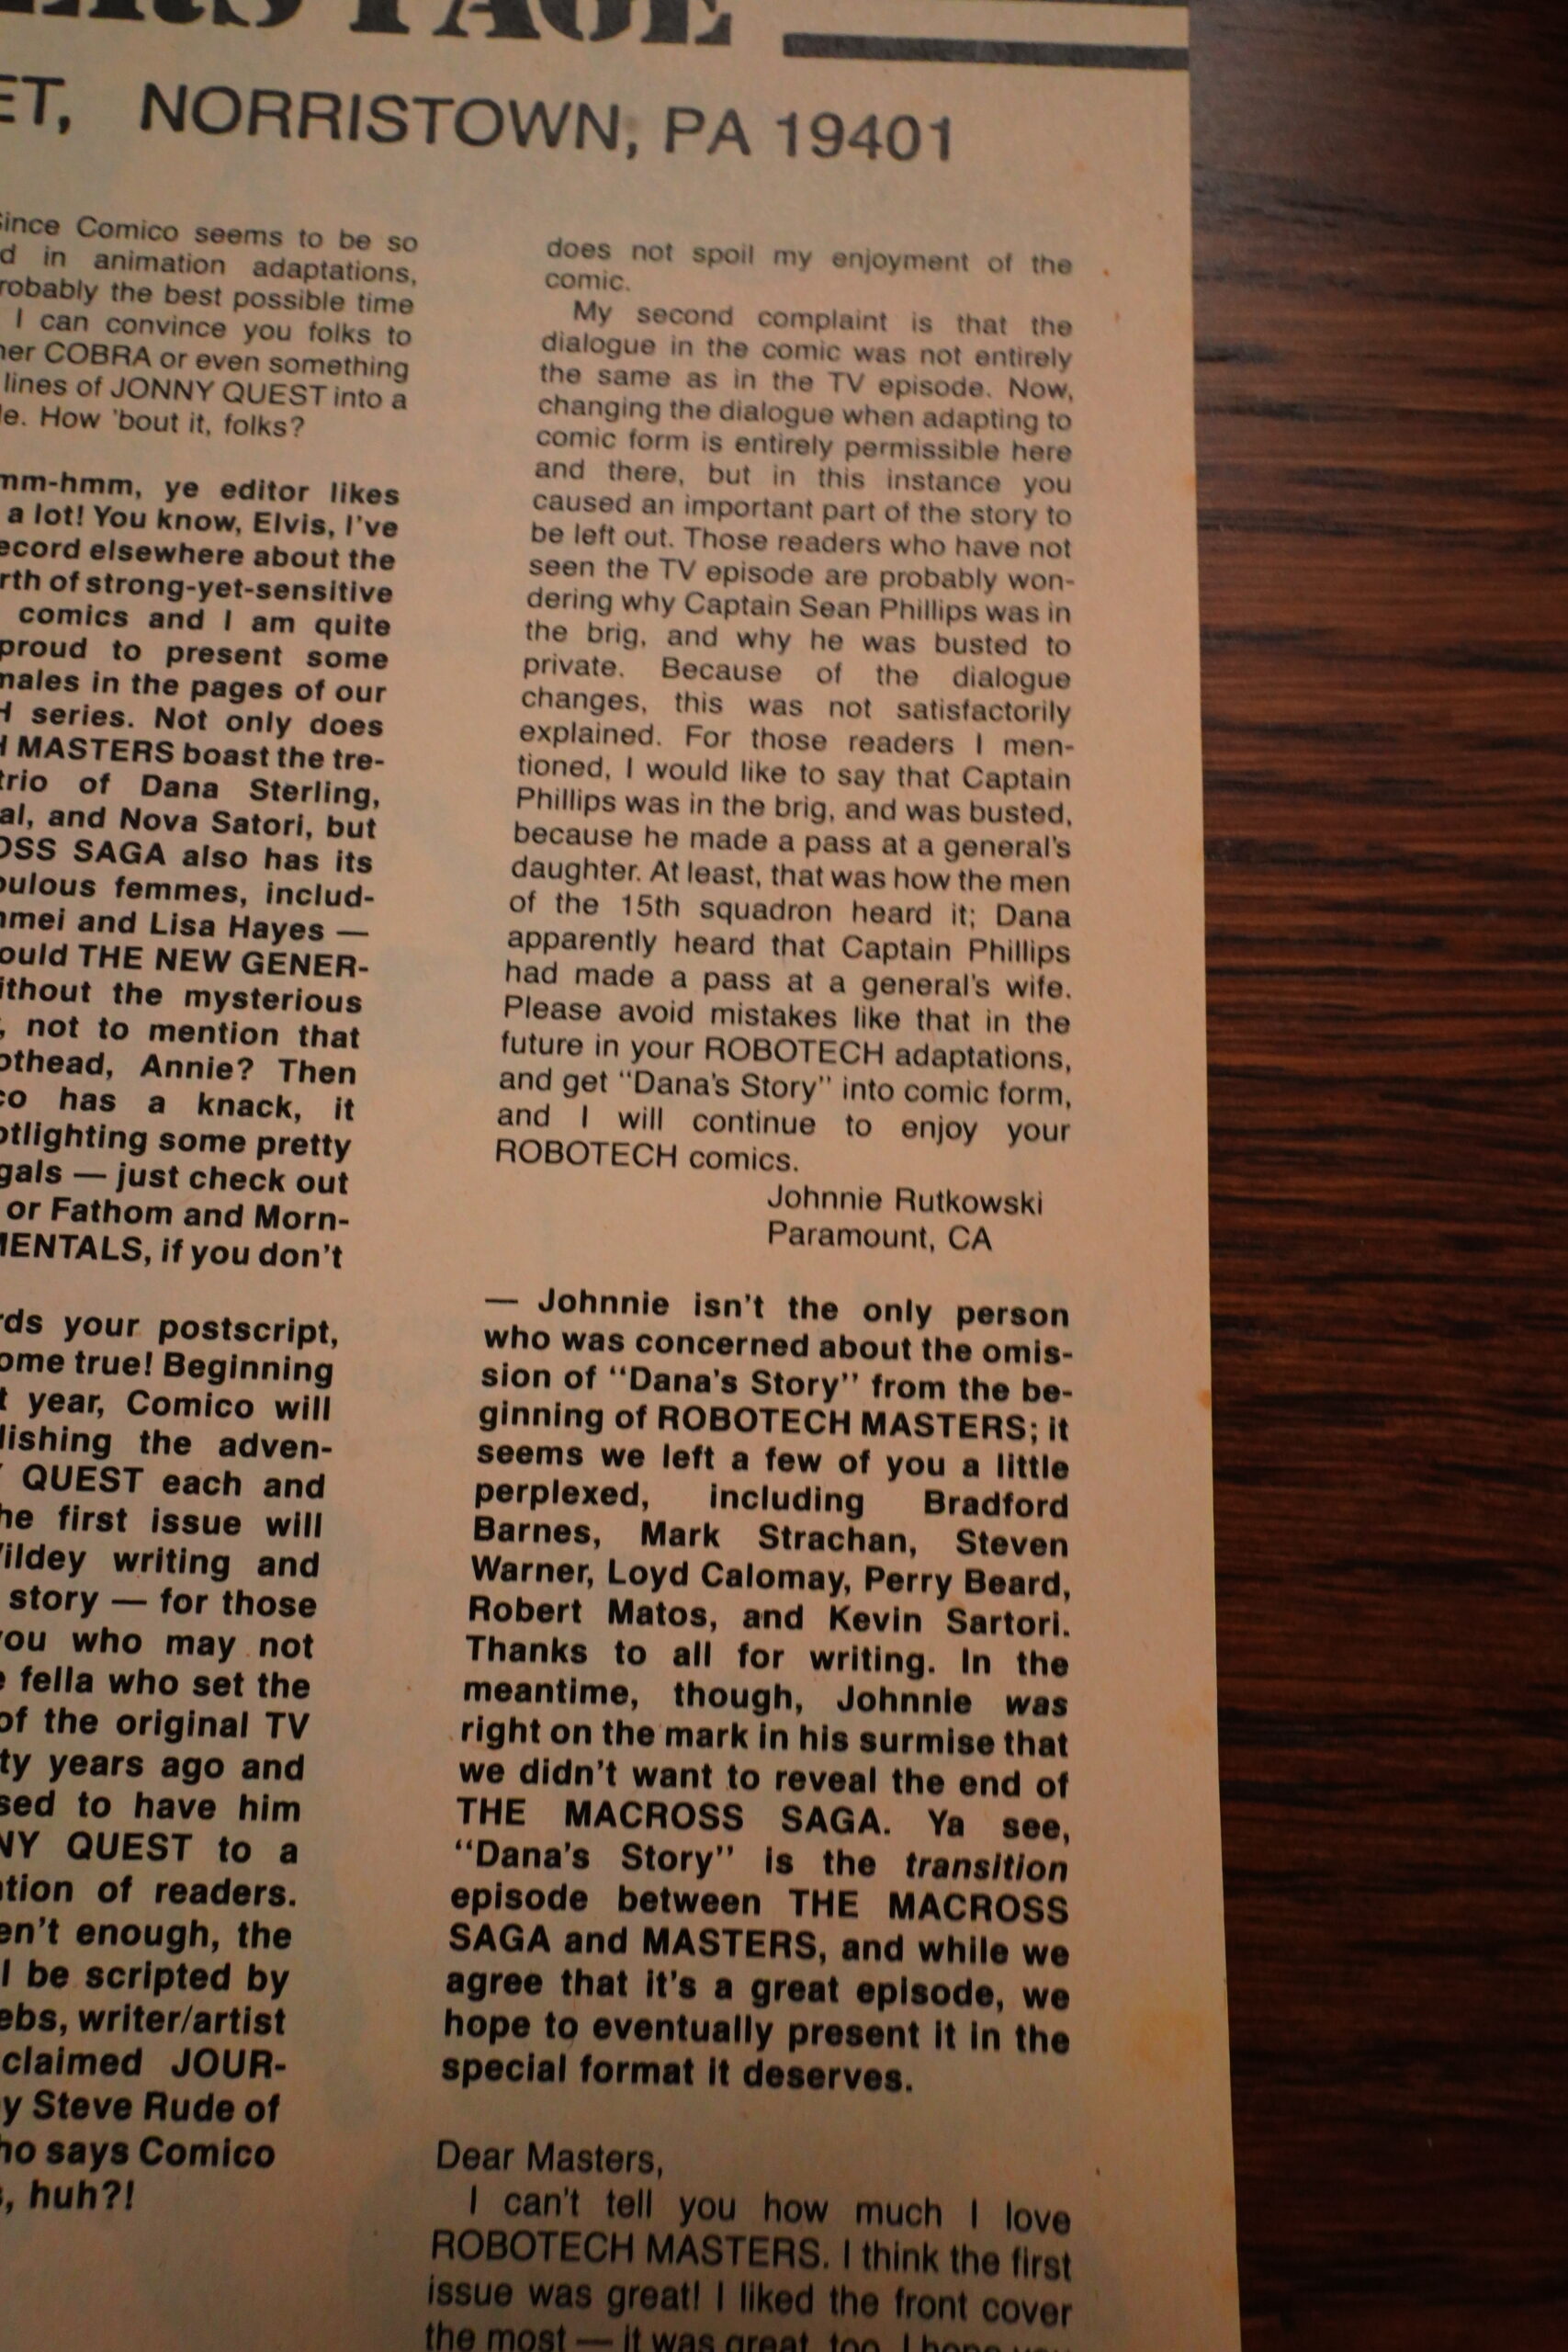 PAGE
ET, NORRISTOWN, PA 19401
Since Comico seems to be so
d in animation adaptations,
robably the best possible time
I can convince you folks to
her COBRA or even something
lines of JONNY QUEST into a
le. How 'bout it, folks?
mm-hmm, ye editor likes
a lot! You know, Elvis, I've
ecord elsewhere about the
rth of strong-yet-sensitive
comics and I am quite
proud to present some
males in the pages of our
H series. Not only does
H MASTERS boast the tre-
trio of Dana Sterling,
al, and Nova Satori, but
OSS SAGA also has its
bulous femmes, includ-
nmei and Lisa Hayes —
ould THE NEW GENER-
ithout the mysterious
, not to mention that
othead, Annie? Then
co has a knack, it
otlighting some pretty
gals — just check out
or Fathom and Morn-
MENTALS, if you don't
rds your postscript,
ome true! Beginning
t year, Comico will
lishing the adven-
Y QUEST each and
he first issue will
Wildey writing and
story — for those
you who may not
e fella who set the
of the original TV
ty years ago and
sed to have him
NY QUEST to a
ation of readers.
en't enough, the
l be scripted by
ebs, writer/artist
claimed JOUR-
y Steve Rude of
ho says Comico
s, huh?!
does not spoil my enjoyment of the
comic.
My second complaint is that the
dialogue in the comic was not entirely
the same as in the TV episode. Now,
changing the dialogue when adapting to
comic form is entirely permissible here
and there, but in this instance you
caused an important part of the story to
be left out. Those readers who have not
seen the TV episode are probably won-
dering why Captain Sean Phillips was in
the brig, and why he was busted to
private. Because of the dialogue
changes, this was not satisfactorily
explained. For those readers I men-
tioned, I would like to say that Captain
Phillips was in the brig, and was busted,
because he made a pass at a general's
daughter. At least, that was how the men
of the 15th squadron heard it; Dana
apparently heard that Captain Phillips
had made a pass at a general's wife.
Please avoid mistakes like that in the
future in your ROBOTECH adaptations,
and get "Dana's Story" into comic form,
and I will continue to enjoy your
ROBOTECH comics.
Johnnie Rutkowski
Paramount, CA
— Johnnie isn't the only person
who was concerned about the omis-
sion of "Dana's Story" from the be-
ginning of ROBOTECH MASTERS; it
seems we left a few of you a little
perplexed, including Bradford
Barnes, Mark Strachan, Steven
Warner, Loyd Calomay, Perry Beard,
Robert Matos, and Kevin Sartori.
Thanks to all for writing. In the
meantime, though, Johnnie was
right on the mark in his surmise that
we didn't want to reveal the end of
THE MACROSS SAGA. Ya see,
"Dana's Story" is the transition
episode between THE MACROSS
SAGA and MASTERS, and while we
agree that it's a great episode, we
hope to eventually present it in the
special format it deserves.
Dear Masters,
I can't tell you how much I love
ROBOTECH MASTERS. I think the first
issue was great! I liked the front cover
the most — it was great, too. I hope you